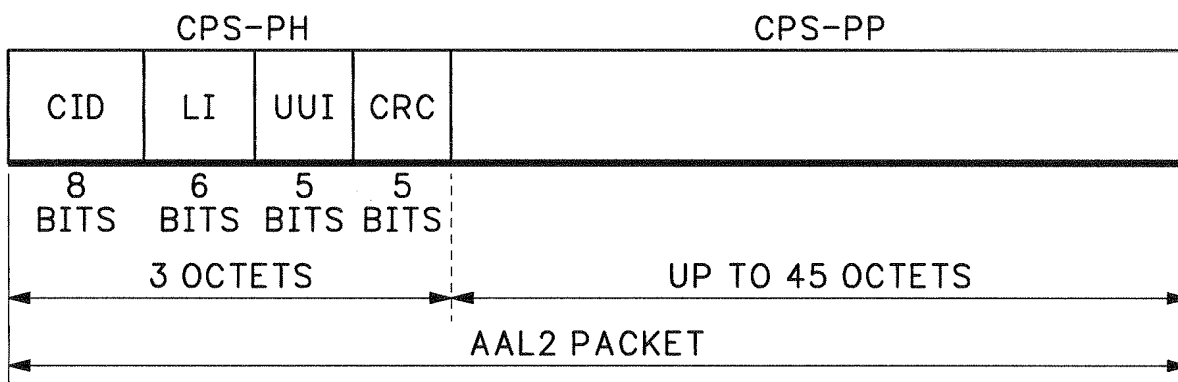 CPS-PH CPS-PP
CID LI UUI CRC
8 6 5 5
BITS BITS BITS BITS
3 OCTETS UP TO 45 OCTETS
AAL2 PACKET